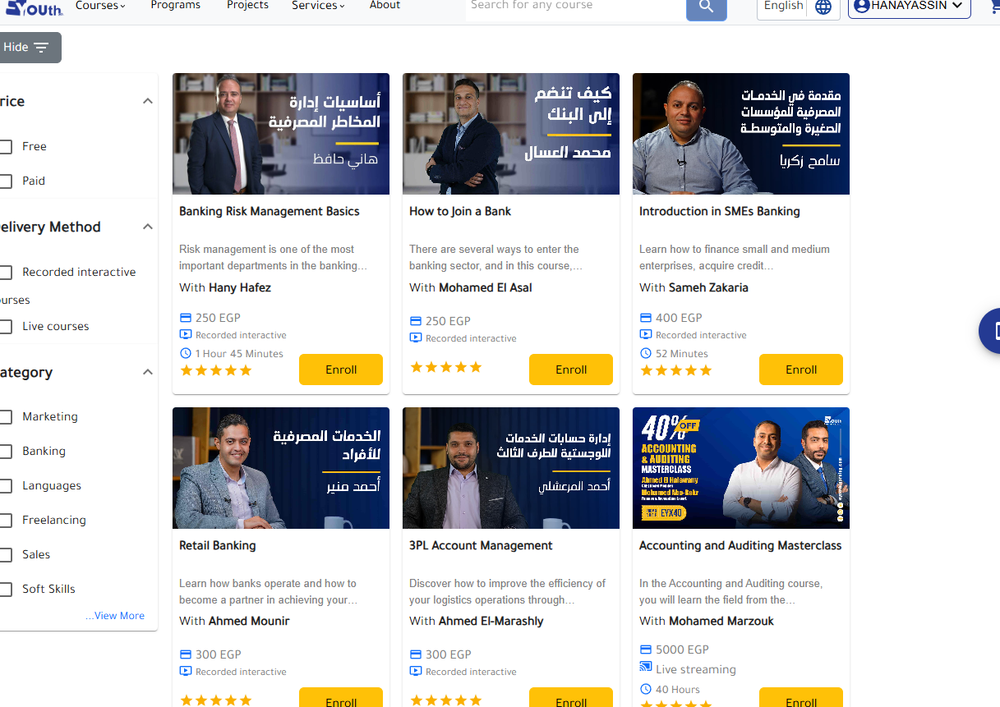 YOUth
Courses
Programs
Projects
Services
About
Search for any course
English
HANAYASSIN
Hide
rice
Free
Paid
elivery Method
Recorded interactive
ourses
Live courses
ategory
Marketing
Banking
Languages
Freelancing
Sales
Soft Skills
...View More
أساسيات إدارة
المخاطر المصرفية
هاني حافظ
Banking Risk Management Basics
Risk management is one of the most
important departments in the banking...
With Hany Hafez
250 EGP
Recorded interactive
1 Hour 45 Minutes
Enroll
كيف تنضم
إلى البنك
محمد العسال
How to Join a Bank
There are several ways to enter the
banking sector, and in this course,...
With Mohamed El Asal
250 EGP
Recorded interactive
Enroll
مقدمة في الخدمات
المصرفية للمؤسسات
الصغيرة والمتوسطة
سامح زكريا
Introduction in SMEs Banking
Learn how to finance small and medium
enterprises, acquire credit...
With Sameh Zakaria
400 EGP
Recorded interactive
52 Minutes
Enroll
الخدمات المصرفية
للأفراد
أحمد منير
Retail Banking
Learn how banks operate and how to
become a partner in achieving your...
With Ahmed Mounir
300 EGP
Recorded interactive
Enroll
إدارة حسابات الخدمات
اللوجستية للطرف الثالث
أحمد المرعشلي
3PL Account Management
Discover how to improve the efficiency of
your logistics operations through...
With Ahmed El-Marashly
300 EGP
Recorded interactive
Enroll
YOUth
40% OFF
ACCOUNTING
& AUDITING
MASTERCLASS
Ahmed El Halawany
Mohamed Abo-Bakr
EYX40
Accounting and Auditing Masterclass
In the Accounting and Auditing course,
you will learn the field from the...
With Mohamed Marzouk
5000 EGP
Live streaming
40 Hours
Enroll